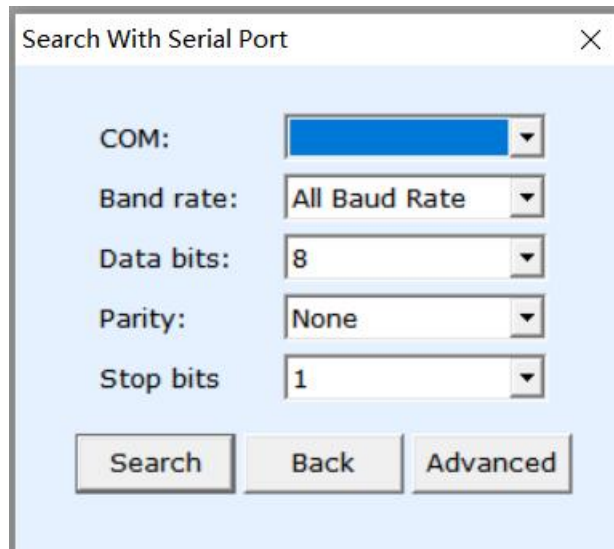 Search With Serial Port
COM:
Band rate: All Baud Rate
Data bits: 8
Parity: None
Stop bits 1
Search Back Advanced